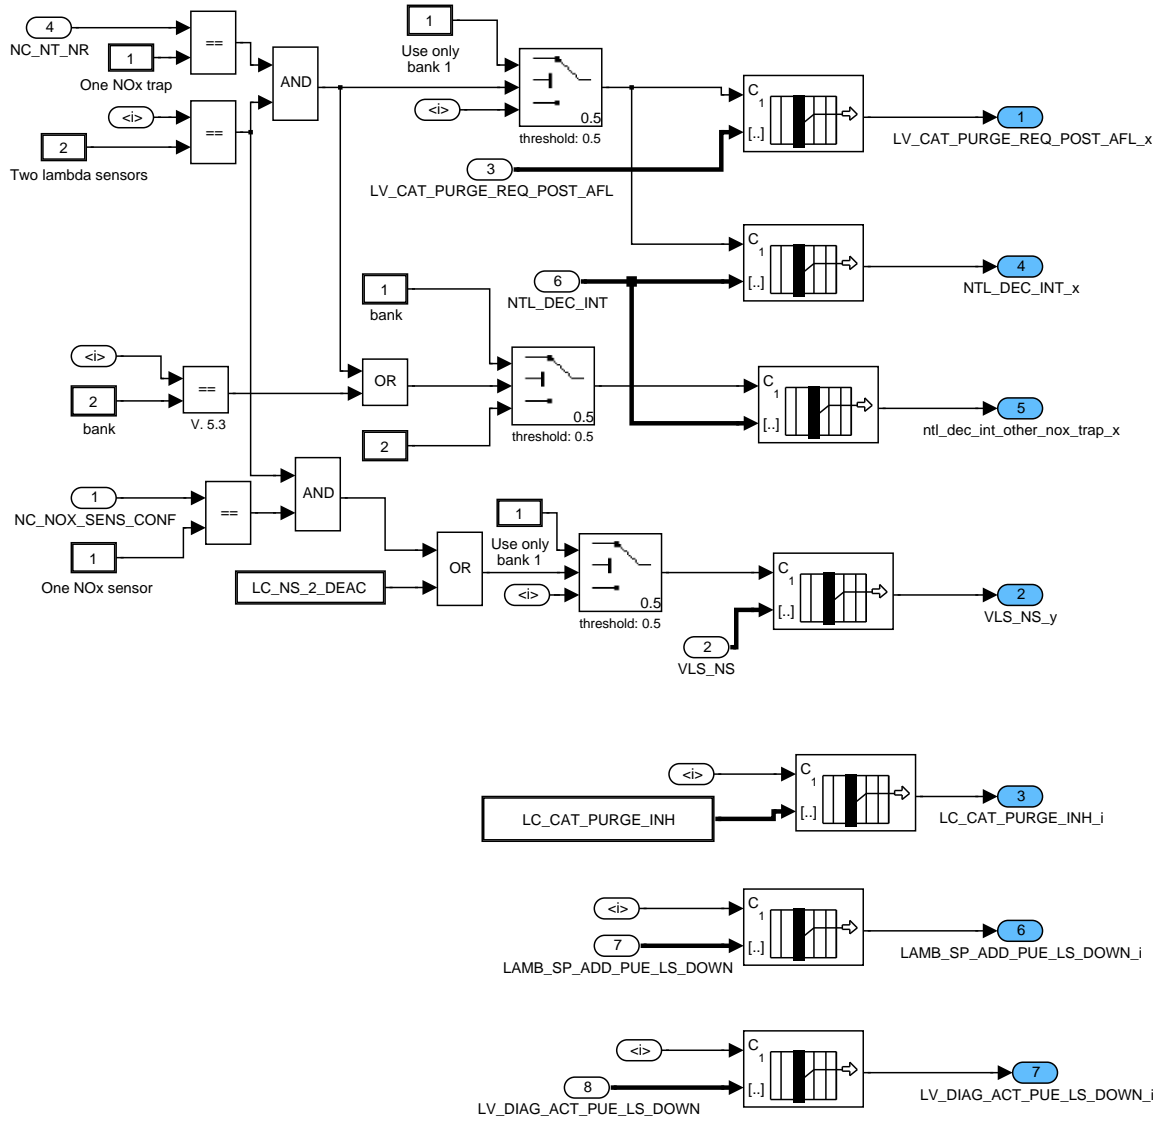 4
NC_NT_NR
1
One NOx trap
==
<i>
2
Two lambda sensors
==
AND
1
Use only
bank 1
<i>
0.5
threshold: 0.5
3
LV_CAT_PURGE_REQ_POST_AFL
C
1
[..]
1
LV_CAT_PURGE_REQ_POST_AFL_x
6
NTL_DEC_INT
C
1
[..]
4
NTL_DEC_INT_x
1
bank
<i>
2
bank
==
V. 5.3
OR
2
0.5
threshold: 0.5
C
1
[..]
5
ntl_dec_int_other_nox_trap_x
1
NC_NOX_SENS_CONF
1
One NOx sensor
==
AND
LC_NS_2_DEAC
OR
1
Use only
bank 1
<i>
0.5
threshold: 0.5
2
VLS_NS
C
1
[..]
2
VLS_NS_y
<i>
LC_CAT_PURGE_INH
C
1
[..]
3
LC_CAT_PURGE_INH_i
<i>
7
LAMB_SP_ADD_PUE_LS_DOWN
C
1
[..]
6
LAMB_SP_ADD_PUE_LS_DOWN_i
<i>
8
LV_DIAG_ACT_PUE_LS_DOWN
C
1
[..]
7
LV_DIAG_ACT_PUE_LS_DOWN_i